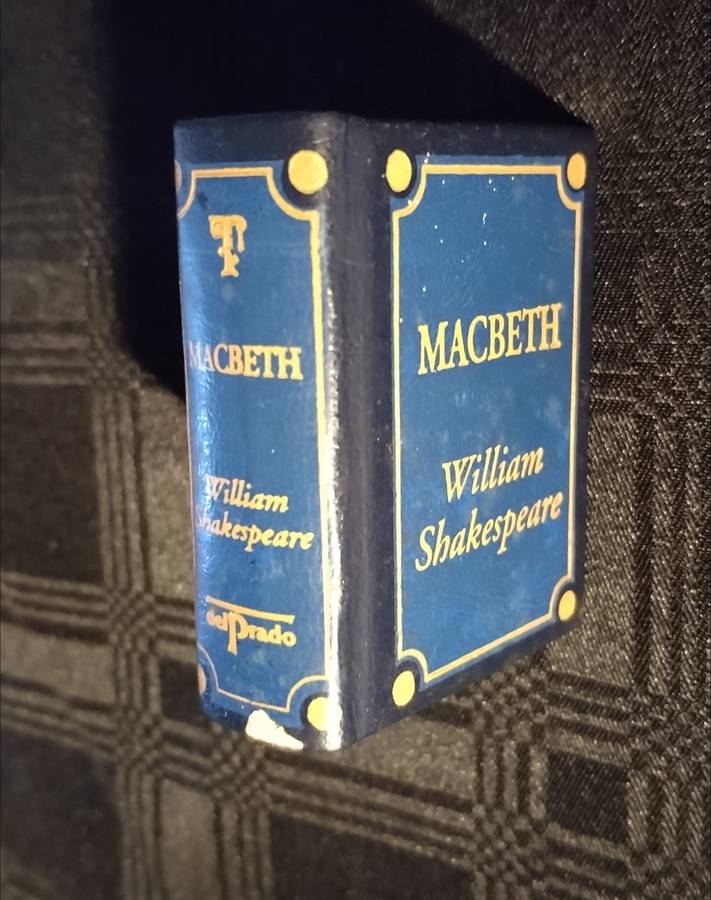 MACBETH
William
Shakespeare
del Prado
MACBETH
William
Shakespeare